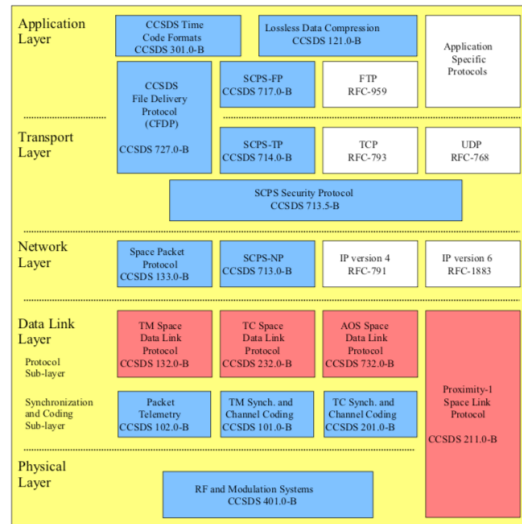 Application
Layer
CCSDS Time
Code Formats
CCSDS 301.0-B
Lossless Data Compression
CCSDS 121.0-B
Application
Specific
Protocols
CCSDS
File Delivery
Protocol
(CFDP)
CCSDS 727.0-B
SCPS-FP
CCSDS 717.0-B
FTP
RFC-959
Transport
Layer
SCPS-TP
CCSDS 714.0-B
TCP
RFC-793
UDP
RFC-768
SCPS Security Protocol
CCSDS 713.5-B
Network
Layer
Space Packet
Protocol
CCSDS 133.0-B
SCPS-NP
CCSDS 713.0-B
IP version 4
RFC-791
IP version 6
RFC-1883
Data Link
Layer
Protocol
Sub-layer
TM Space
Data Link
Protocol
CCSDS 132.0-B
TC Space
Data Link
Protocol
CCSDS 232.0-B
AOS Space
Data Link
Protocol
CCSDS 732.0-B
Proximity-1
Space Link
Protocol
CCSDS 211.0-B
Synchronization
and Coding
Sub-layer
Packet
Telemetry
CCSDS 102.0-B
TM Synch. and
Channel Coding
CCSDS 101.0-B
TC Synch. and
Channel Coding
CCSDS 201.0-B
Physical
Layer
RF and Modulation Systems
CCSDS 401.0-B